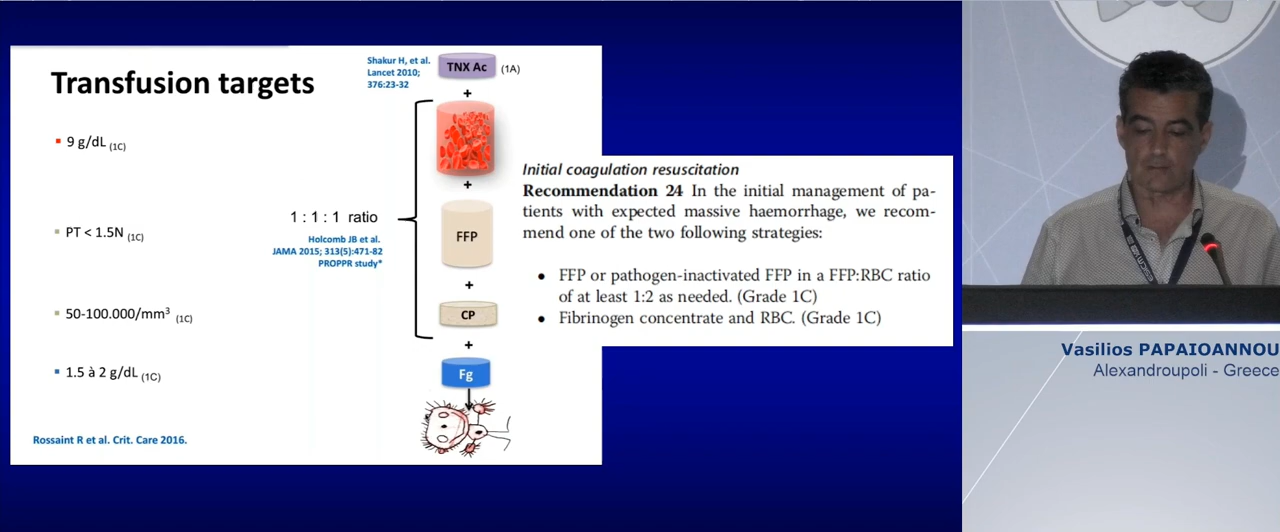 Transfusion targets
Shakur H, et al.
Lancet 2010;
376:23-32
TNX Ac
(1A)
+
9 g/dL (1C)
+
1 : 1 : 1 ratio
PT < 1.5N (1C)
FFP
Holcomb JB et al.
JAMA 2015; 313(5):471-82
PROPPR study*
+
50-100.000/mm³ (1C)
CP
+
1.5 à 2 g/dL (1C)
Fg
Rossaint R et al. Crit. Care 2016.
Initial coagulation resuscitation
Recommendation 24 In the initial management of pa-
tients with expected massive haemorrhage, we recom-
mend one of the two following strategies:
• FFP or pathogen-inactivated FFP in a FFP:RBC ratio
of at least 1:2 as needed. (Grade 1C)
• Fibrinogen concentrate and RBC. (Grade 1C)
Vasilios PAPAIOANNOU
Alexandroupoli - Greece